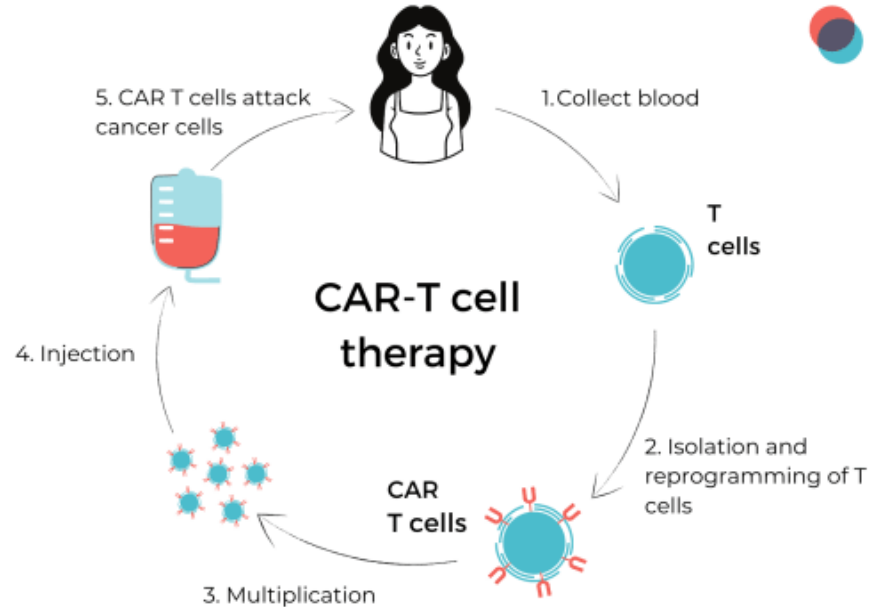 1.Collect blood
T
cells
2. Isolation and
reprogramming of T
cells
CAR
T cells
3. Multiplication
4. Injection
5. CAR T cells attack
cancer cells
CAR-T cell
therapy